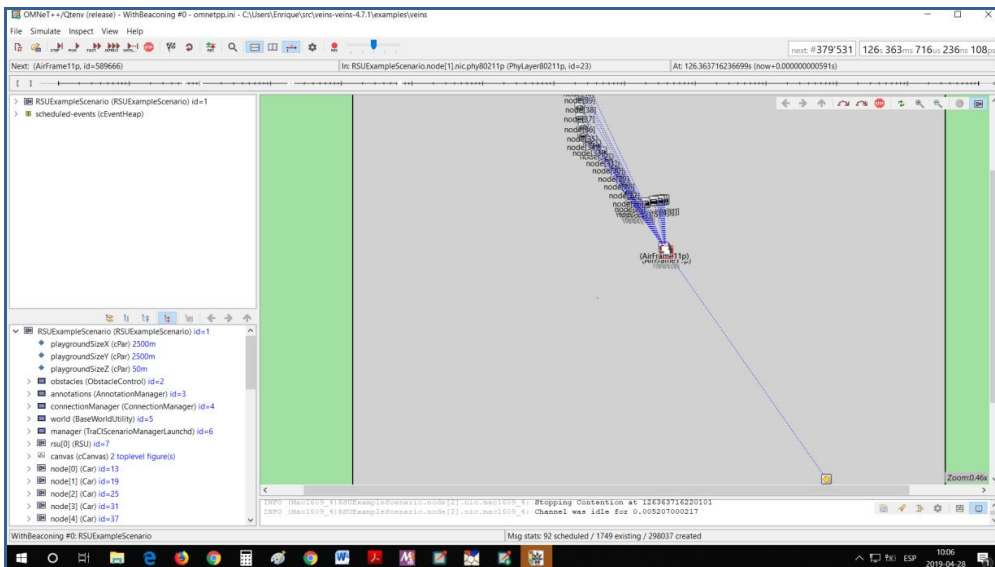 OMNeT++/Qtenv (release) - WithBeaconing #0 - omnetpp.ini - C:\Users\Enrique\src\veins-veins-4.7.1\examples\veins
File Simulate Inspect View Help
next: #379'531 126s 363ms 716us 236ns 108ps
Next: (AirFrame11p, id=589666) In: RSUExampleScenario.node[1].nic.phy80211p (PhyLayer80211p, id=23) At: 126.363716236699s (now+0.000000000591s)
> RSUExampleScenario (RSUExampleScenario) id=1
> scheduled-events (cEventHeap)
node[39]
node[38]
node[37]
node[36]
(AirFrame11p)
RSUExampleScenario (RSUExampleScenario) id=1
playgroundSizeX (cPar) 2500m
playgroundSizeY (cPar) 2500m
playgroundSizeZ (cPar) 50m
> obstacles (ObstacleControl) id=2
> annotations (AnnotationManager) id=3
> connectionManager (ConnectionManager) id=4
> world (BaseWorldUtility) id=5
> manager (TraCIScenarioManagerLaunchd) id=6
> rsu[0] (RSU) id=7
> canvas (cCanvas) 2 toplevel figure(s)
> node[0] (Car) id=13
> node[1] (Car) id=19
> node[2] (Car) id=25
> node[3] (Car) id=31
> node[4] (Car) id=37
Zoom:0.46x
INFO (Mac1609_4)RSUExampleScenario.node[2].nic.mac1609_4: Stopping Contention at 126363716220101
INFO (Mac1609_4)RSUExampleScenario.node[2].nic.mac1609_4: Channel was idle for 0.005207000217
WithBeaconing #0: RSUExampleScenario Msg stats: 92 scheduled / 1749 existing / 298037 created
ESP 10:06
2019-04-28